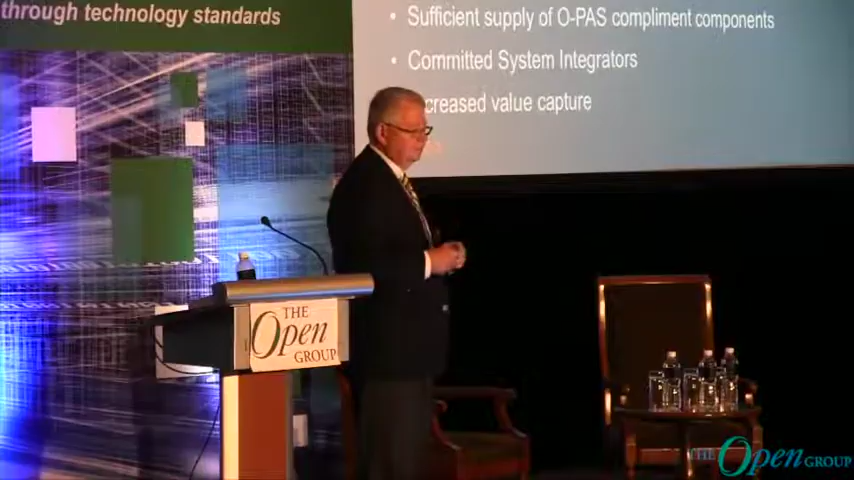 through technology standards
• Sufficient supply of O-PAS compliment components
• Committed System Integrators
creased value capture
THE
Open
GROUP
THE Open GROUP